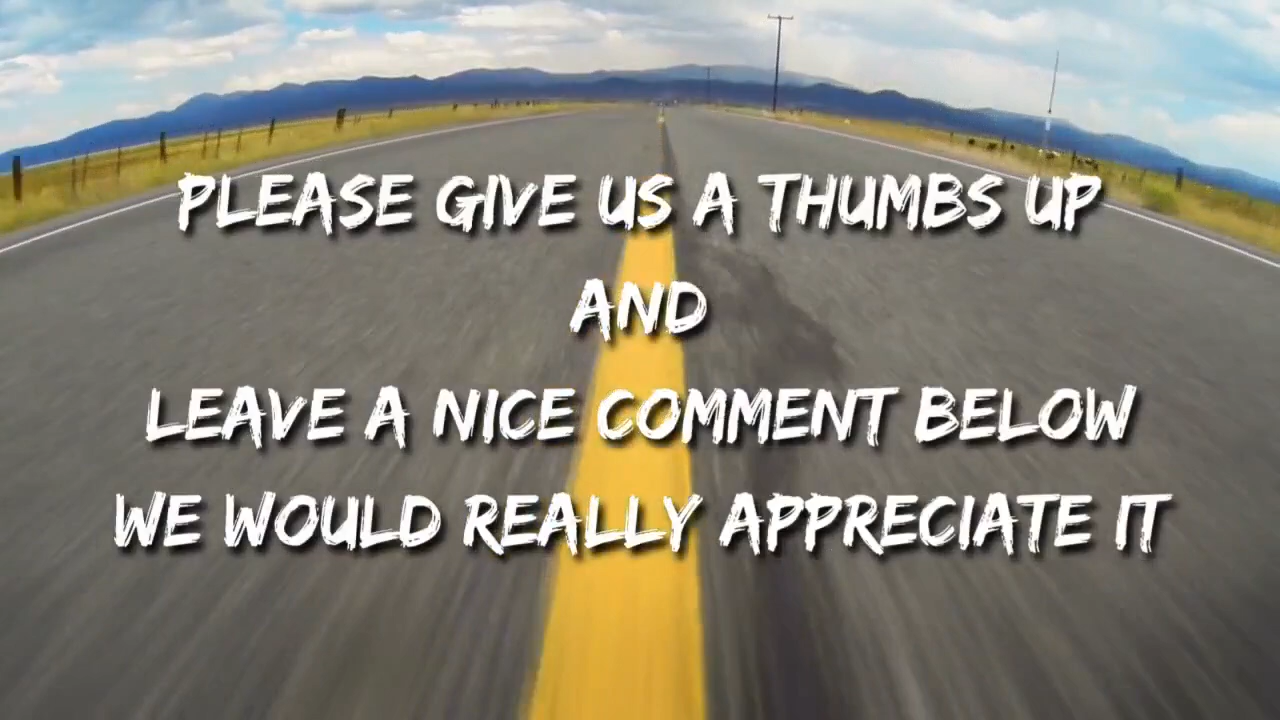 PLEASE GIVE US A THUMBS UP
AND
LEAVE A NICE COMMENT BELOW
WE WOULD REALLY APPRECIATE IT